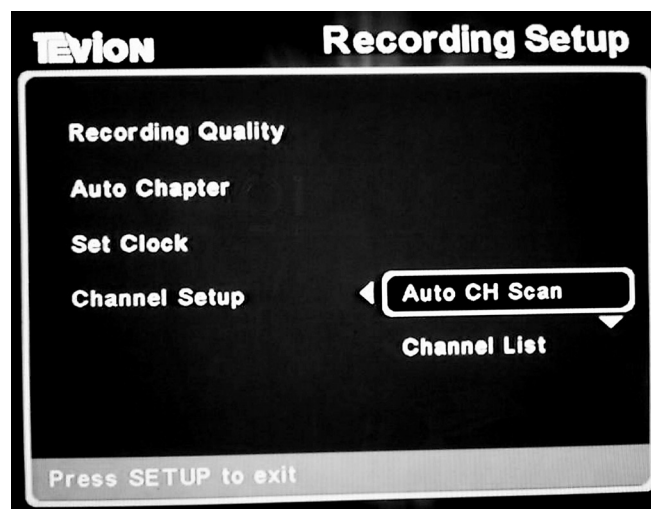 TEVION
Recording Setup
Recording Quality
Auto Chapter
Set Clock
Channel Setup
Auto CH Scan
Channel List
Press SETUP to exit